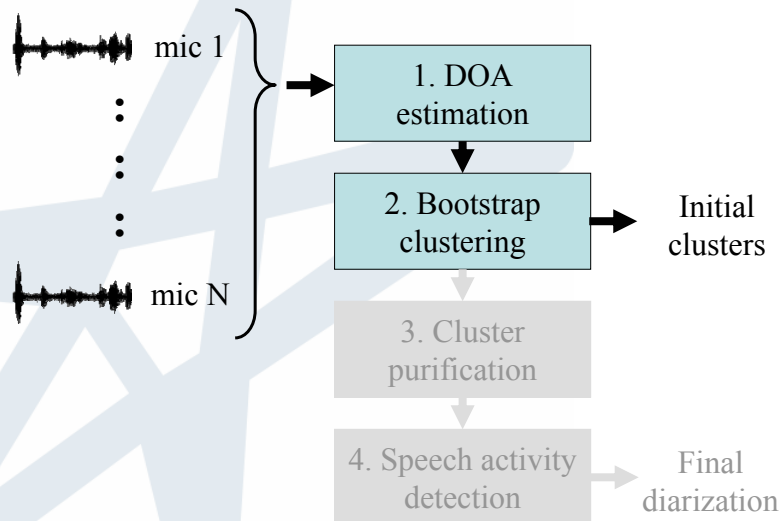 mic 1
mic N
1. DOA
estimation
2. Bootstrap
clustering
Initial
clusters
3. Cluster
purification
4. Speech activity
detection
Final
diarization